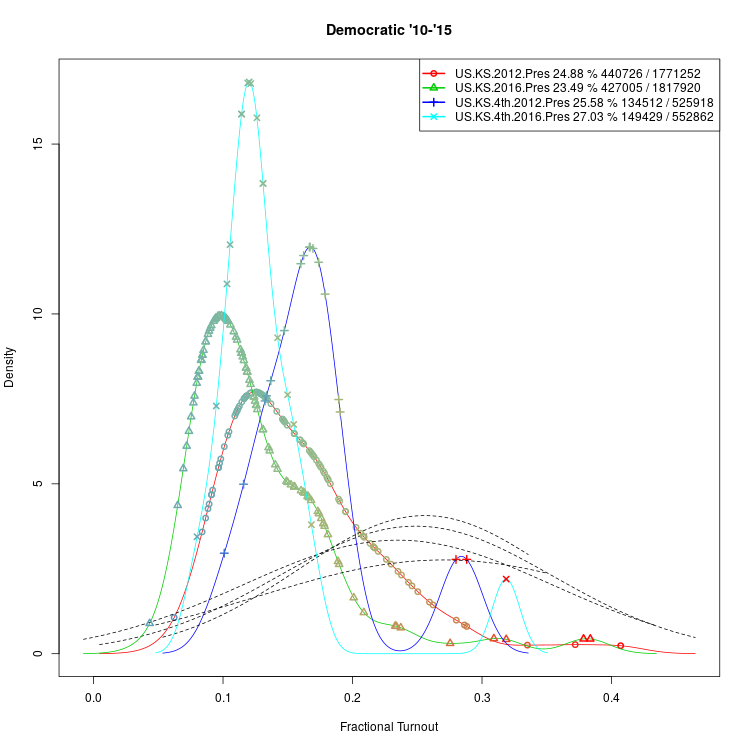 Democratic '10-'15
US.KS.2012.Pres 24.88 % 440726 / 1771252
US.KS.2016.Pres 23.49 % 427005 / 1817920
US.KS.4th.2012.Pres 25.58 % 134512 / 525918
US.KS.4th.2016.Pres 27.03 % 149429 / 552862
15
10
5
0
Density
0.0 0.1 0.2 0.3 0.4
Fractional Turnout